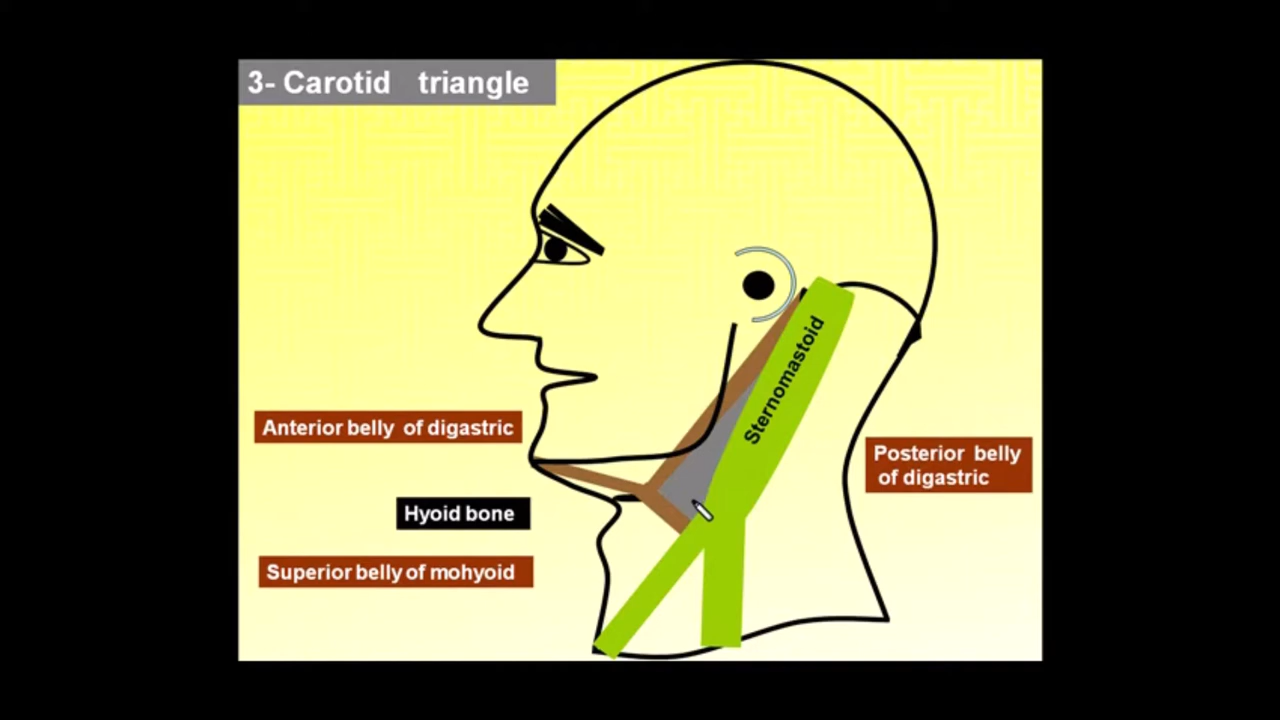 3- Carotid triangle
Sternomastoid
Anterior belly of digastric
Posterior belly
of digastric
Hyoid bone
Superior belly of mohyoid